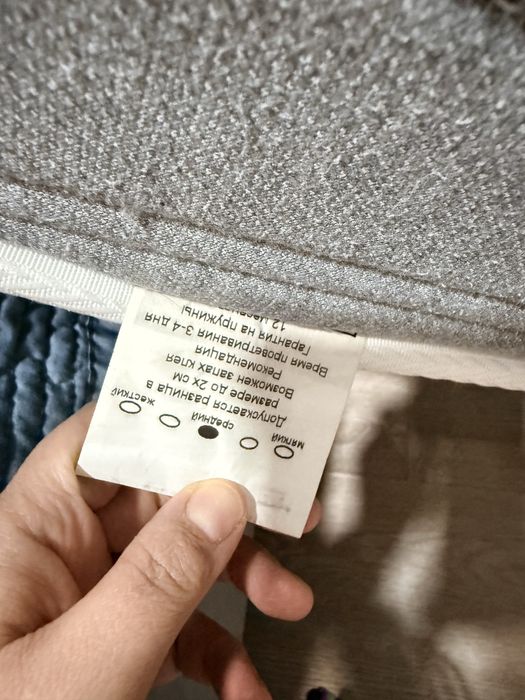 мягкий средний жесткий
Допускается разница в
размере до 2х см
Возможен запах клея
Рекомендация
Время проветривания 3-4 дня
Гарантия на пружины
12